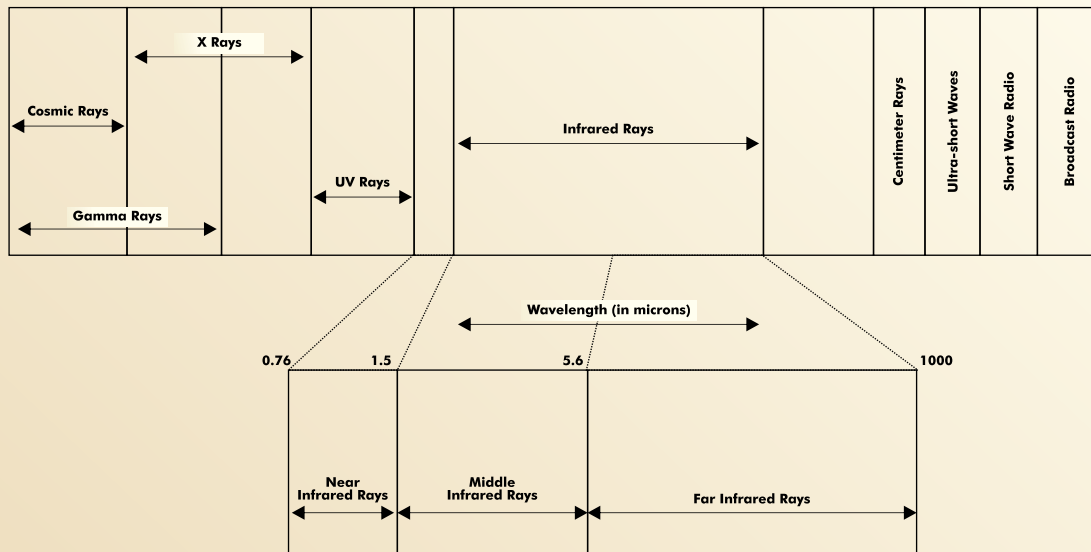 X Rays
Cosmic Rays
Infrared Rays
UV Rays
Gamma Rays
Centimeter Rays
Ultra-short Waves
Short Wave Radio
Broadcast Radio
Wavelength (in microns)
0.76
1.5
5.6
1000
Near
Infrared Rays
Middle
Infrared Rays
Far Infrared Rays